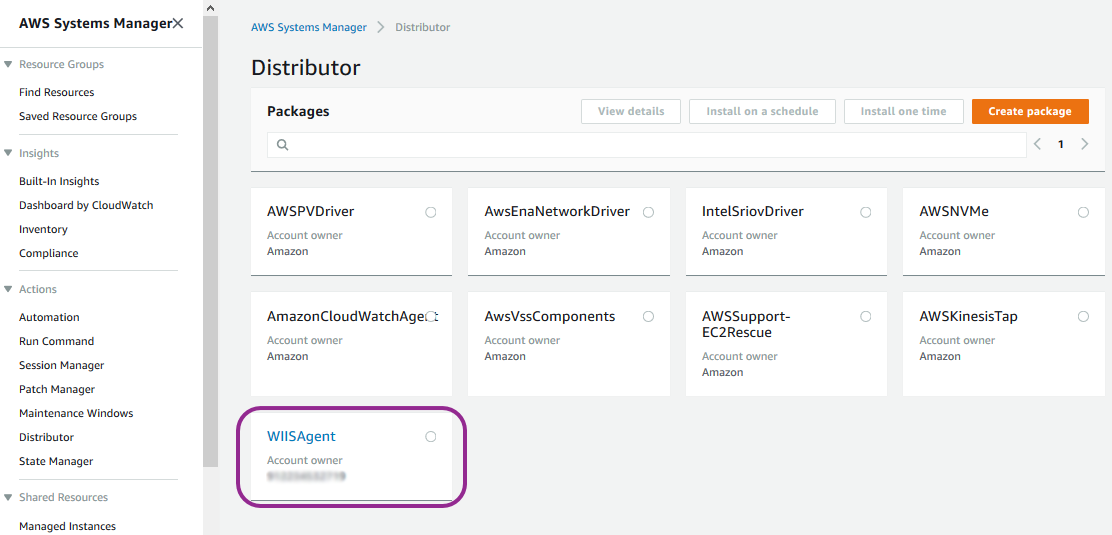 AWS Systems Manager
Resource Groups
Find Resources
Saved Resource Groups
Insights
Built-In Insights
Dashboard by CloudWatch
Inventory
Compliance
Actions
Automation
Run Command
Session Manager
Patch Manager
Maintenance Windows
Distributor
State Manager
Shared Resources
Managed Instances
AWS Systems Manager > Distributor
Distributor
Packages
View details
Install on a schedule
Install one time
Create package
1
AWSPVDriver
Account owner
Amazon
AwsEnaNetworkDriver
Account owner
Amazon
IntelSriovDriver
Account owner
Amazon
AWSNVMe
Account owner
Amazon
AmazonCloudWatchAgent
Account owner
Amazon
AwsVssComponents
Account owner
Amazon
AWSSupport-
EC2Rescue
Account owner
Amazon
AWSKinesisTap
Account owner
Amazon
WIISAgent
Account owner